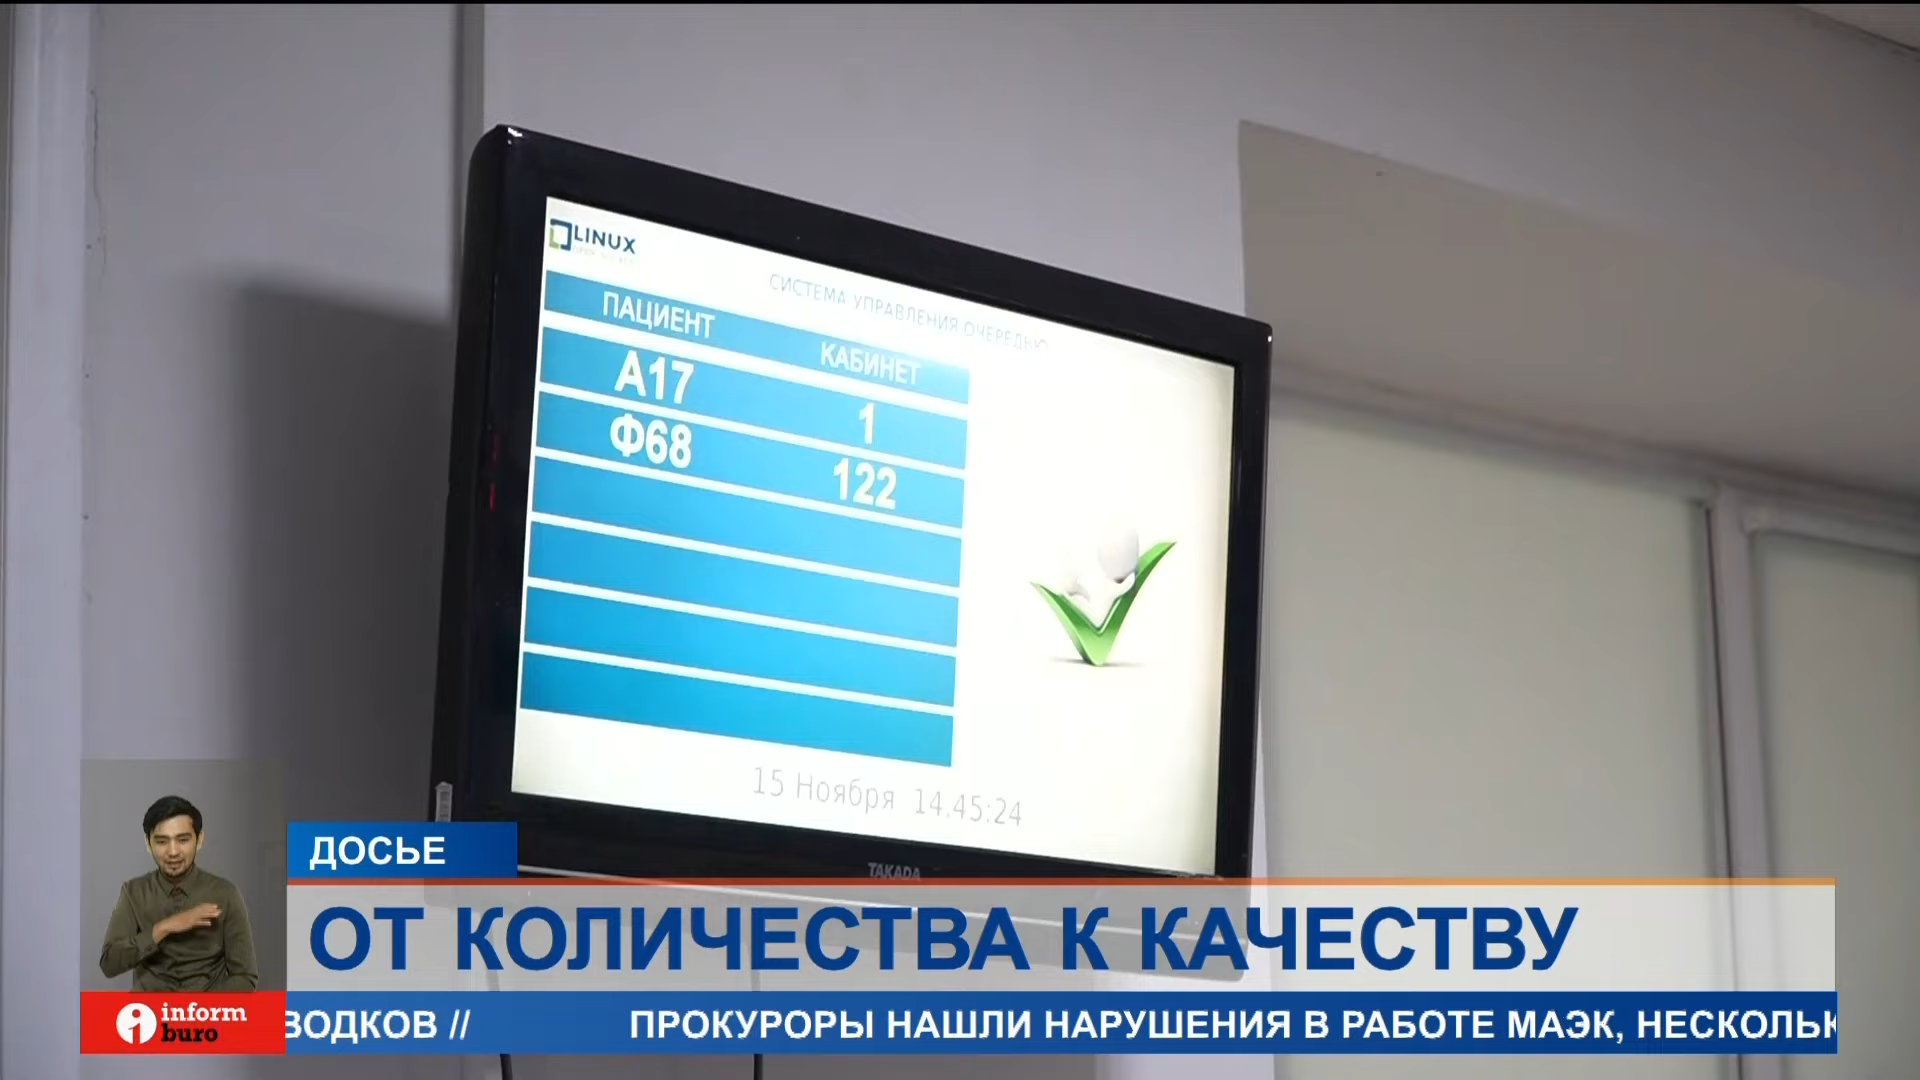 LINUX
СИСТЕМА УПРАВЛЕНИЯ ОЧЕРЕДЬЮ
ПАЦИЕНТ КАБИНЕТ
А17 1
Ф68 122
15 Ноября 14.45:24
TAKADA
ДОСЬЕ
ОТ КОЛИЧЕСТВА К КАЧЕСТВУ
inform
buro
ВОДКОВ // ПРОКУРОРЫ НАШЛИ НАРУШЕНИЯ В РАБОТЕ МАЭК, НЕСКОЛЬК